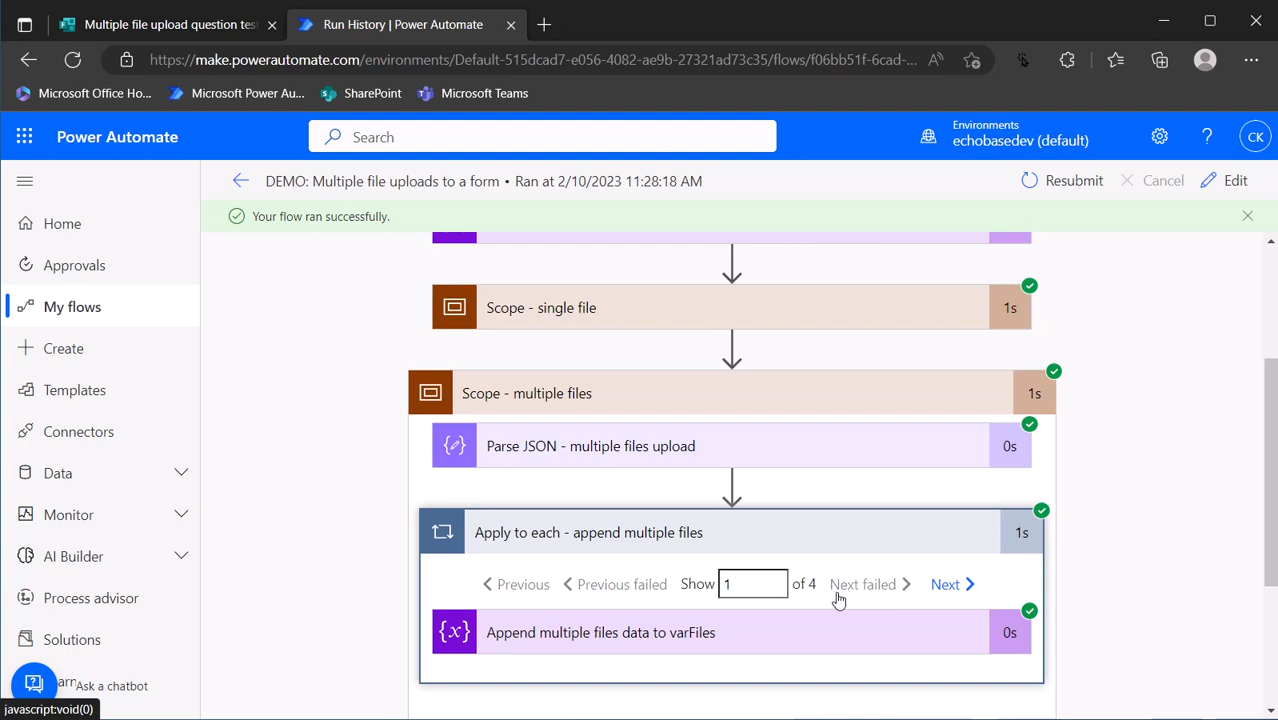 Multiple file upload question test
Run History | Power Automate
https://make.powerautomate.com/environments/Default-515dcad7-e056-4082-ae9b-27321ad73c35/flows/f06bb51f-6cad-...
Microsoft Office Ho...
Microsoft Power Au...
SharePoint
Microsoft Teams
Power Automate
Search
Environments
echobasedev (default)
CK
DEMO: Multiple file uploads to a form • Ran at 2/10/2023 11:28:18 AM
Resubmit
Cancel
Edit
Your flow ran successfully.
Home
Approvals
My flows
Create
Templates
Connectors
Data
Monitor
AI Builder
Process advisor
Solutions
Ask a chatbot
javascript:void(0)
Scope - single file
1s
Scope - multiple files
1s
Parse JSON - multiple files upload
0s
Apply to each - append multiple files
1s
Previous
Previous failed
Show 1 of 4
Next failed
Next
Append multiple files data to varFiles
0s